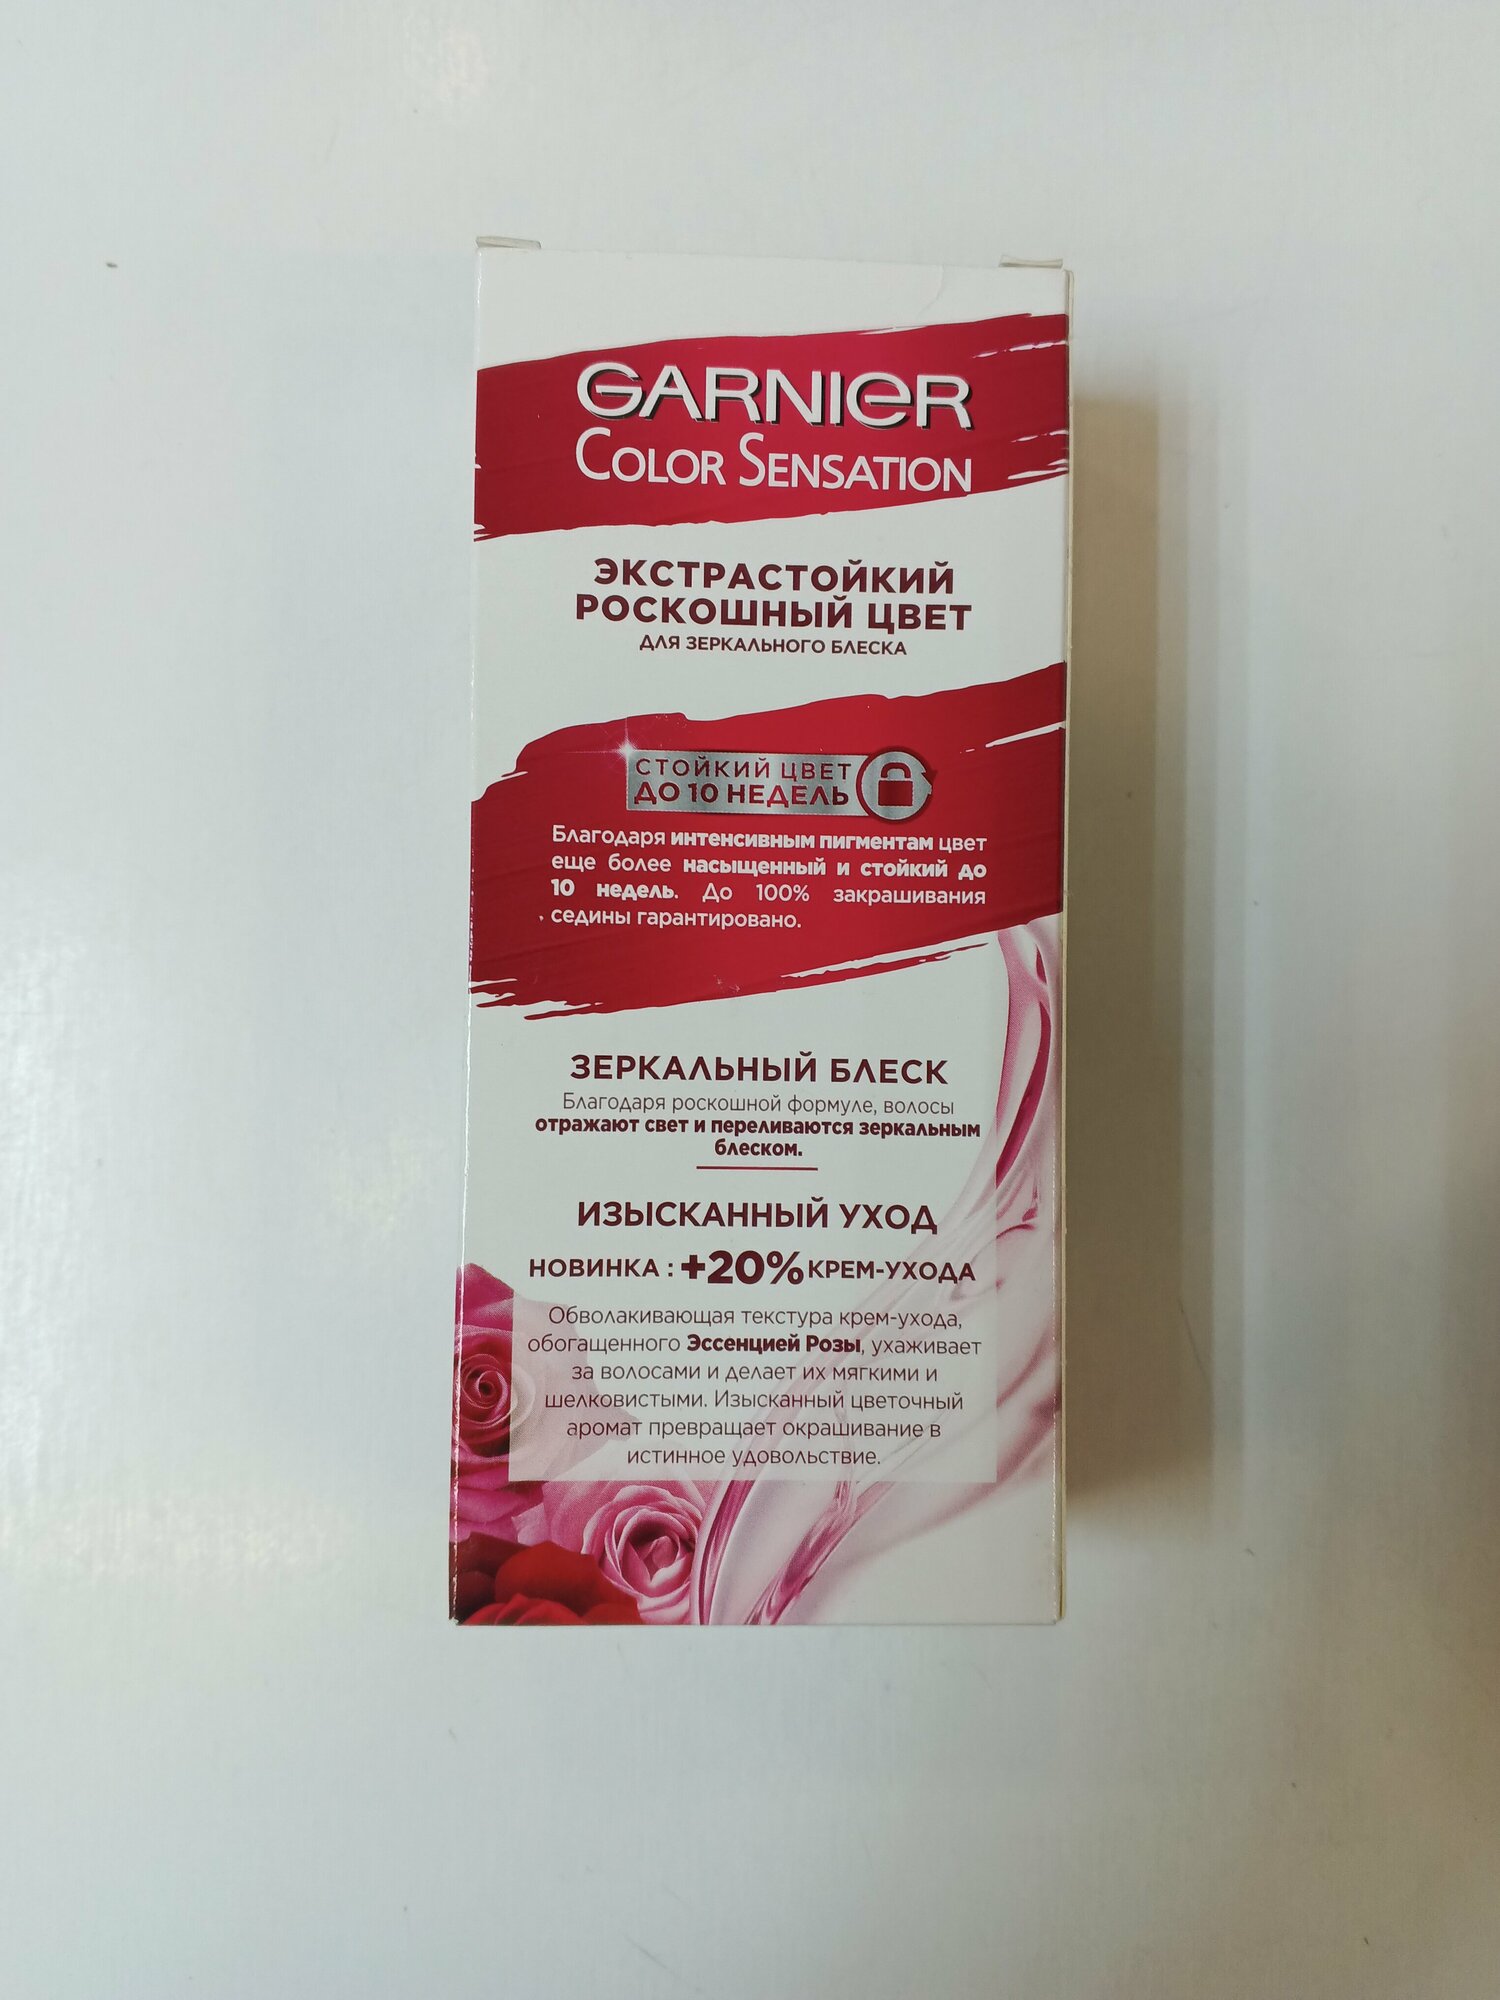 GARNIER
COLOR SENSATION
ЭКСТРАСТОЙКИЙ
РОСКОШНЫЙ ЦВЕТ
ДЛЯ ЗЕРКАЛЬНОГО БЛЕСКА
СТОЙКИЙ ЦВЕТ
ДО 10 НЕДЕЛЬ
Благодаря интенсивным пигментам цвет
еще более насыщенный и стойкий до
10 недель. До 100% закрашивания
седины гарантировано.
ЗЕРКАЛЬНЫЙ БЛЕСК
Благодаря роскошной формуле, волосы
отражают свет и переливаются зеркальным
блеском.
ИЗЫСКАННЫЙ УХОД
НОВИНКА : +20% КРЕМ-УХОДА
Обволакивающая текстура крем-ухода,
обогащенного Эссенцией Розы, ухаживает
за волосами и делает их мягкими и
шелковистыми. Изысканный цветочный
аромат превращает окрашивание в
истинное удовольствие.